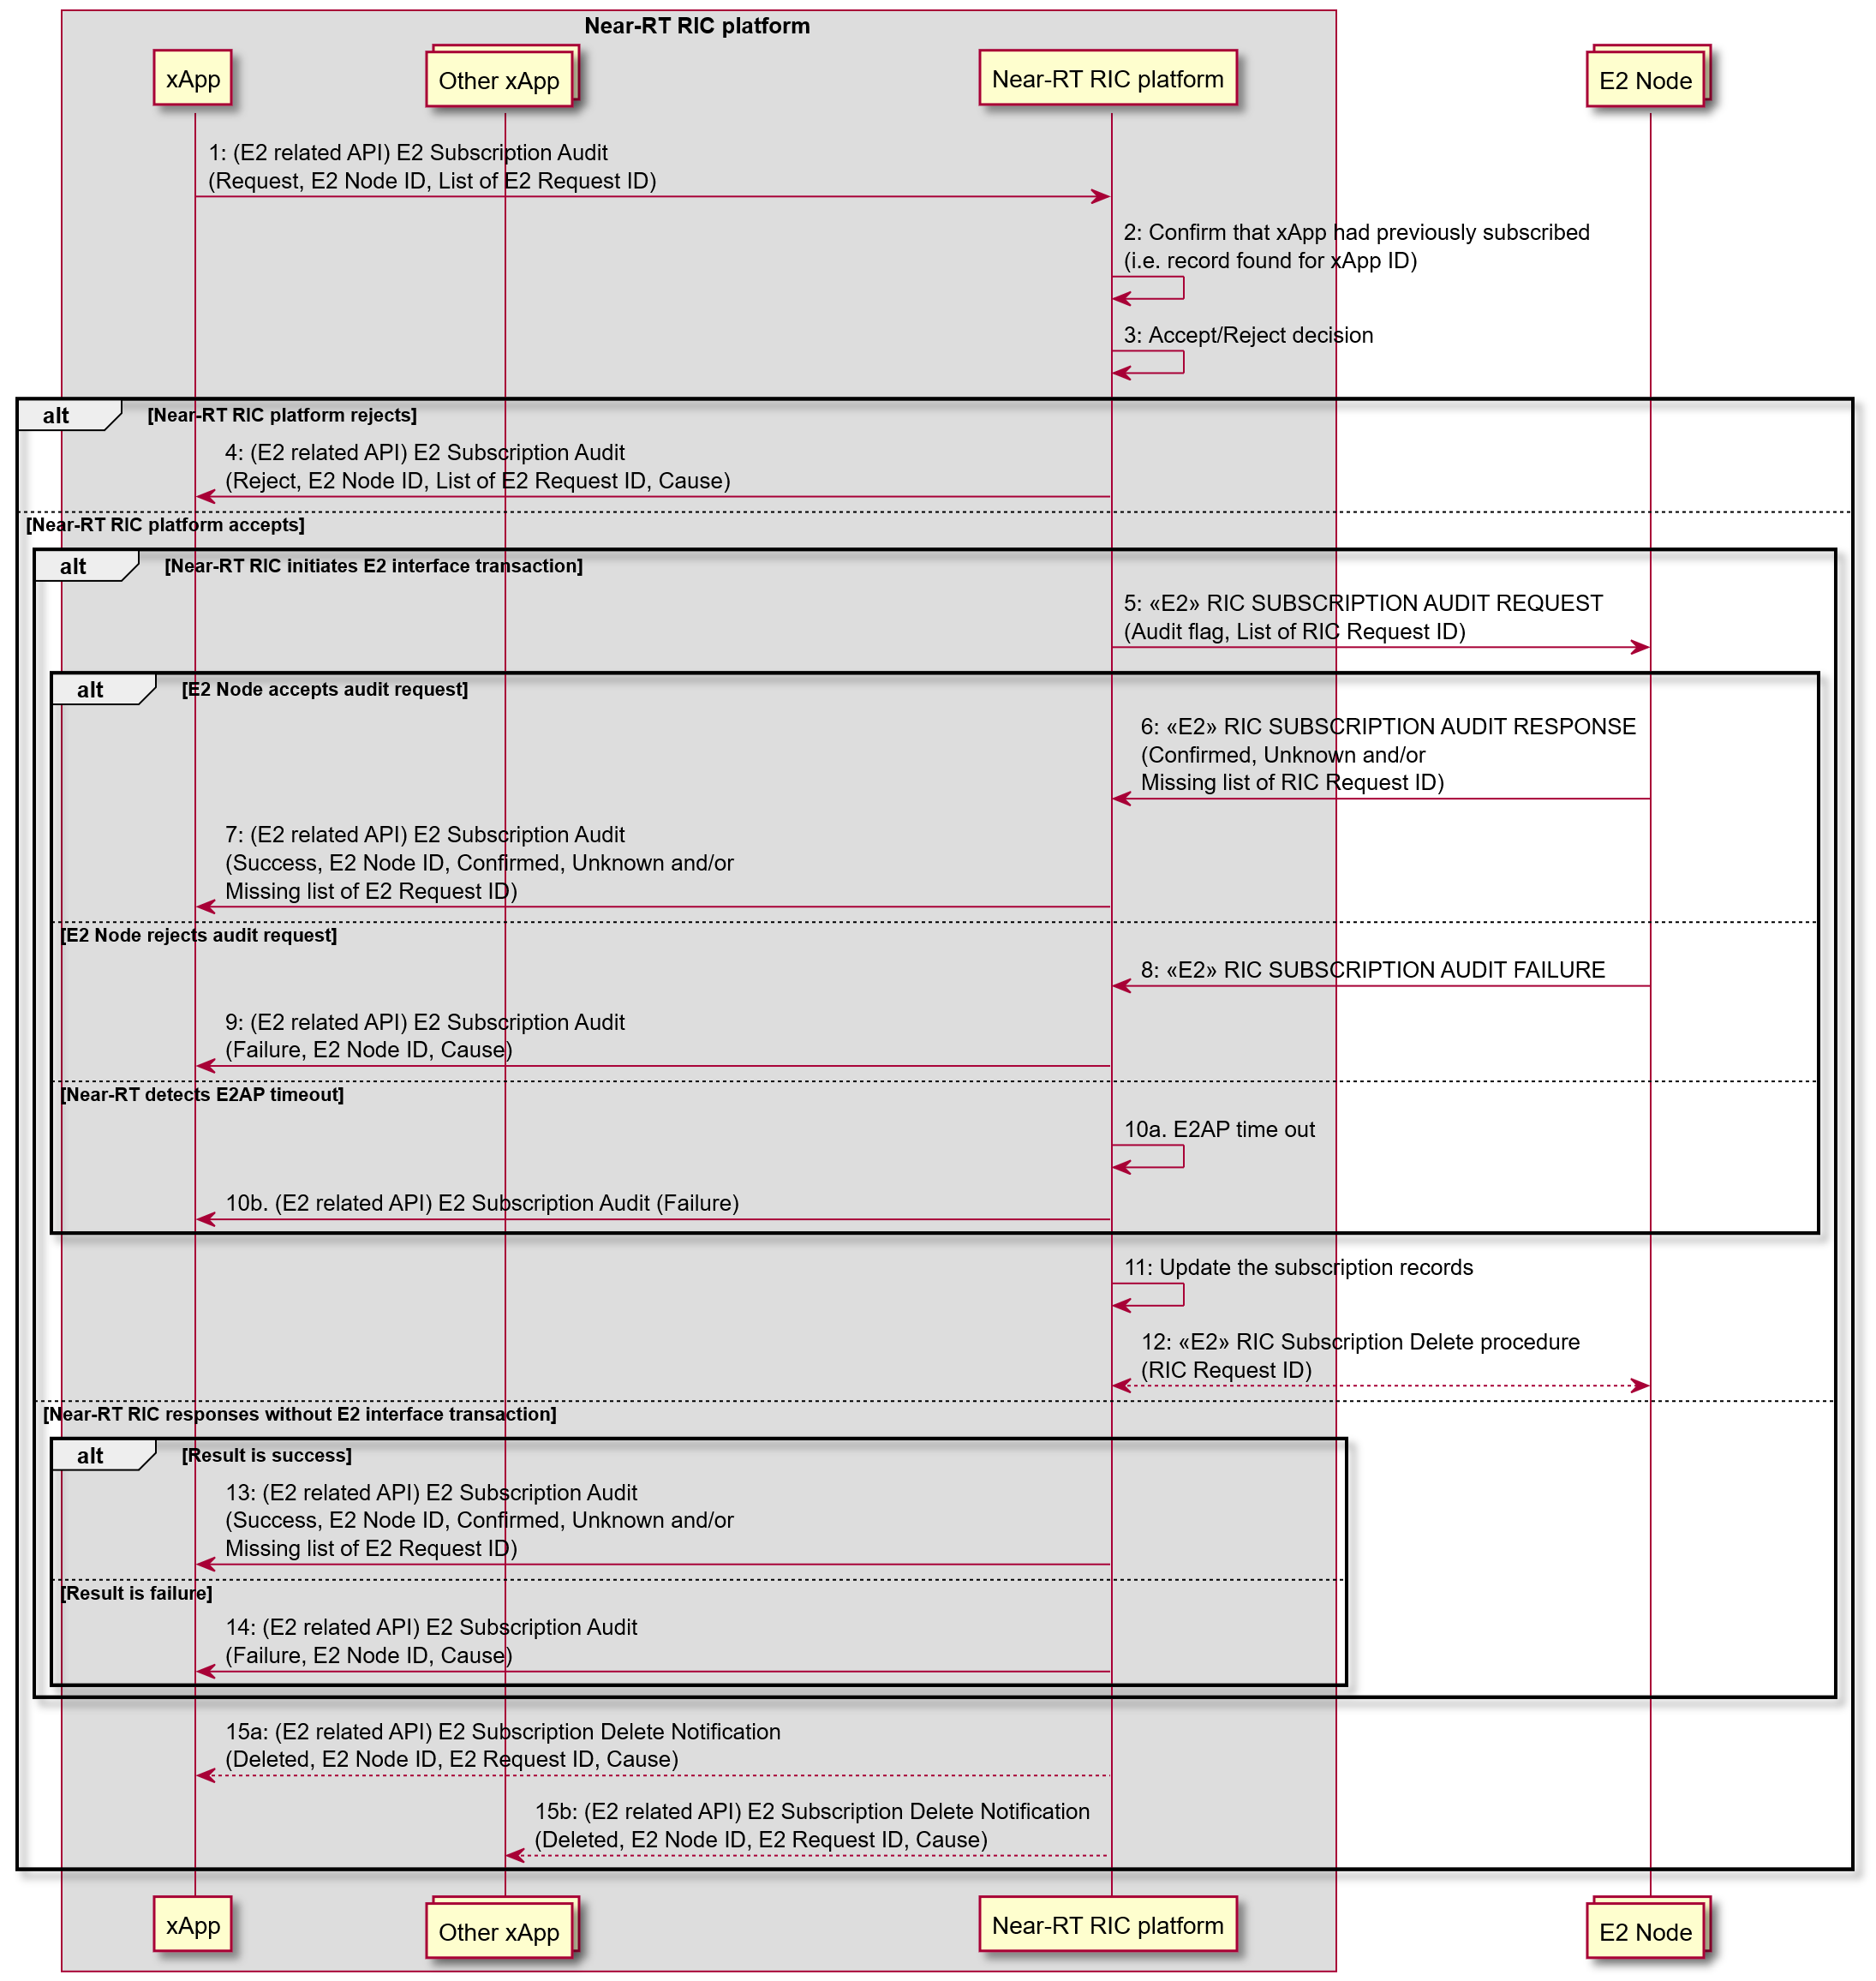 Near-RT RIC platform
xApp
Other xApp
Near-RT RIC platform
E2 Node
1: (E2 related API) E2 Subscription Audit
(Request, E2 Node ID, List of E2 Request ID)
2: Confirm that xApp had previously subscribed
(i.e. record found for xApp ID)
3: Accept/Reject decision
alt
[Near-RT RIC platform rejects]
4: (E2 related API) E2 Subscription Audit
(Reject, E2 Node ID, List of E2 Request ID, Cause)
[Near-RT RIC platform accepts]
alt
[Near-RT RIC initiates E2 interface transaction]
5: «E2» RIC SUBSCRIPTION AUDIT REQUEST
(Audit flag, List of RIC Request ID)
alt
[E2 Node accepts audit request]
6: «E2» RIC SUBSCRIPTION AUDIT RESPONSE
(Confirmed, Unknown and/or
Missing list of RIC Request ID)
7: (E2 related API) E2 Subscription Audit
(Success, E2 Node ID, Confirmed, Unknown and/or
Missing list of E2 Request ID)
[E2 Node rejects audit request]
8: «E2» RIC SUBSCRIPTION AUDIT FAILURE
9: (E2 related API) E2 Subscription Audit
(Failure, E2 Node ID, Cause)
[Near-RT detects E2AP timeout]
10a. E2AP time out
10b. (E2 related API) E2 Subscription Audit (Failure)
11: Update the subscription records
12: «E2» RIC Subscription Delete procedure
(RIC Request ID)
[Near-RT RIC responses without E2 interface transaction]
alt
[Result is success]
13: (E2 related API) E2 Subscription Audit
(Success, E2 Node ID, Confirmed, Unknown and/or
Missing list of E2 Request ID)
[Result is failure]
14: (E2 related API) E2 Subscription Audit
(Failure, E2 Node ID, Cause)
15a: (E2 related API) E2 Subscription Delete Notification
(Deleted, E2 Node ID, E2 Request ID, Cause)
15b: (E2 related API) E2 Subscription Delete Notification
(Deleted, E2 Node ID, E2 Request ID, Cause)
xApp
Other xApp
Near-RT RIC platform
E2 Node